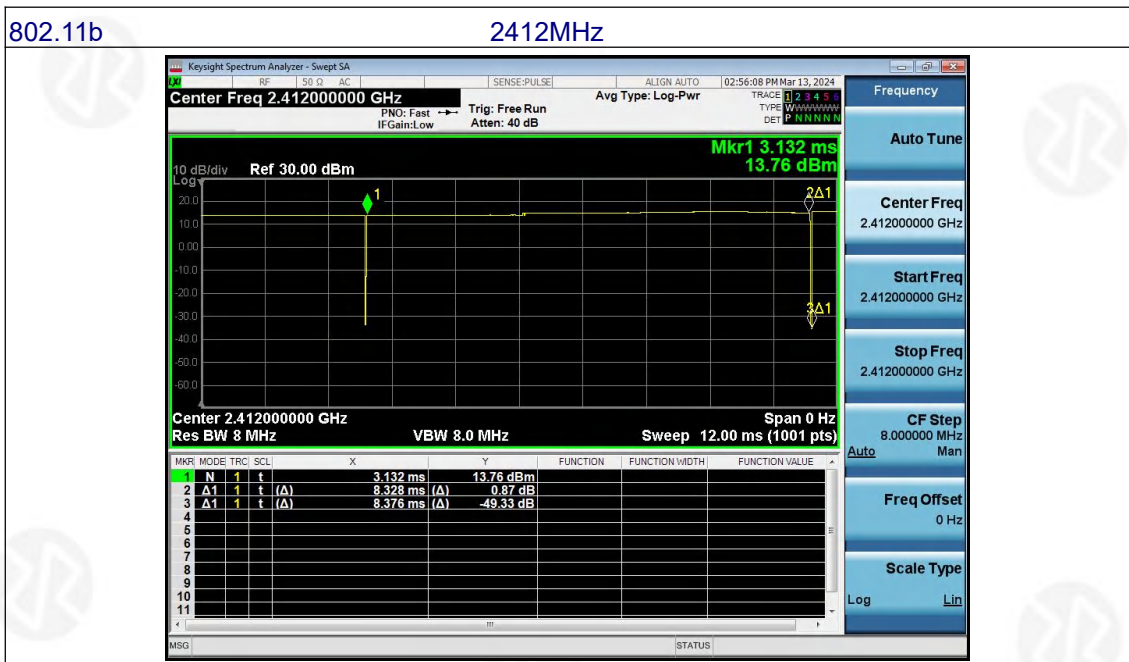 802.11b 2412MHz
Keysight Spectrum Analyzer - Swept SA
LXI RF 50 Ω AC SENSE:PULSE ALIGN AUTO 02:56:08 PM Mar 13, 2024
Center Freq 2.412000000 GHz Avg Type: Log-Pwr TRACE 1 2 3 4 5 6
PNO: Fast Trig: Free Run TYPE WWWWWW
IFGain:Low Atten: 40 dB DET P N N N N N
Frequency
Auto Tune
Center Freq
2.412000000 GHz
Start Freq
2.412000000 GHz
Stop Freq
2.412000000 GHz
CF Step
8.000000 MHz
Auto Man
Freq Offset
0 Hz
Scale Type
Log Lin
Mkr1 3.132 ms
13.76 dBm
10 dB/div Ref 30.00 dBm
Log
1
2Δ1
3Δ1
20.0
10.0
0.00
-10.0
-20.0
-30.0
-40.0
-50.0
-60.0
Center 2.412000000 GHz Span 0 Hz
Res BW 8 MHz VBW 8.0 MHz Sweep 12.00 ms (1001 pts)
MKR MODE TRC SCL X Y FUNCTION FUNCTION WIDTH FUNCTION VALUE
1 N 1 t 3.132 ms 13.76 dBm
2 Δ1 1 t (Δ) 8.328 ms (Δ) 0.87 dB
3 Δ1 1 t (Δ) 8.376 ms (Δ) -49.33 dB
4
5
6
7
8
9
10
11
MSG STATUS